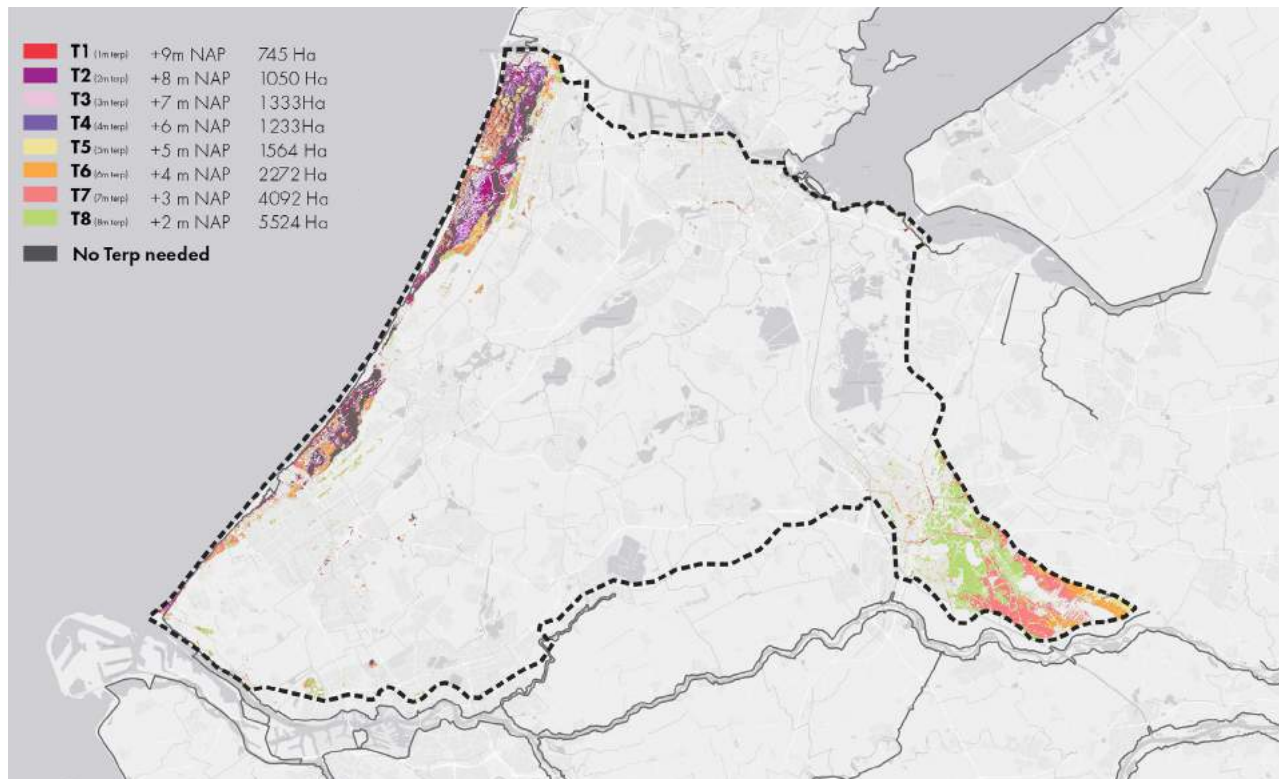 T1 (1m terp) +9m NAP 745 Ha
T2 (2m terp) +8 m NAP 1050 Ha
T3 (3m terp) +7 m NAP 1333Ha
T4 (4m terp) +6 m NAP 1233 Ha
T5 (5m terp) +5 m NAP 1564 Ha
T6 (6m terp) +4 m NAP 2272 Ha
T7 (7m terp) +3 m NAP 4092 Ha
T8 (8m terp) +2 m NAP 5524 Ha
No Terp needed